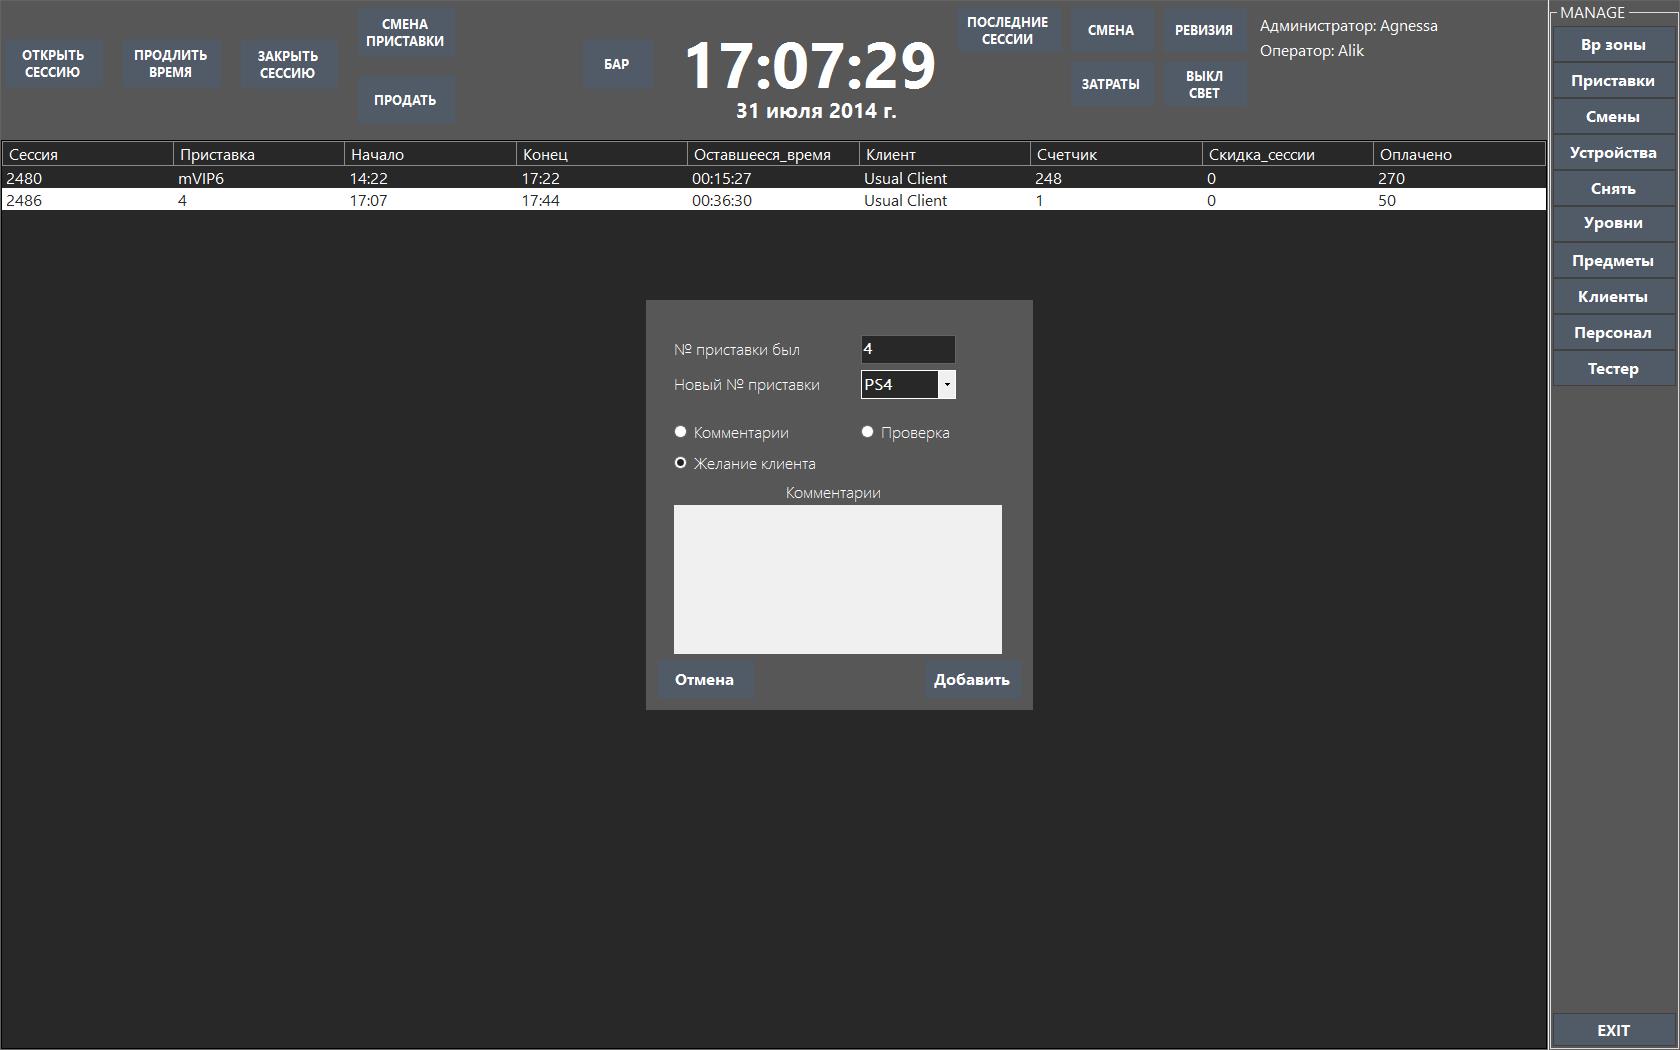 ОТКРЫТЬ
СЕССИЮ
ПРОДЛИТЬ
ВРЕМЯ
ЗАКРЫТЬ
СЕССИЮ
СМЕНА
ПРИСТАВКИ
ПРОДАТЬ
БАР
17:07:29
31 июля 2014 г.
ПОСЛЕДНИЕ
СЕССИИ
СМЕНА
РЕВИЗИЯ
ЗАТРАТЫ
ВЫКЛ
СВЕТ
Администратор: Agnessa
Оператор: Alik
Сессия Приставка Начало Конец Оставшееся_время Клиент Счетчик Скидка_сессии Оплачено
2480 mVIP6 14:22 17:22 00:15:27 Usual Client 248 0 270
2486 4 17:07 17:44 00:36:30 Usual Client 1 0 50
№ приставки был 4
Новый № приставки PS4
Комментарии Проверка
Желание клиента
Комментарии
Отмена Добавить
MANAGE
Вр зоны
Приставки
Смены
Устройства
Снять
Уровни
Предметы
Клиенты
Персонал
Тестер
EXIT